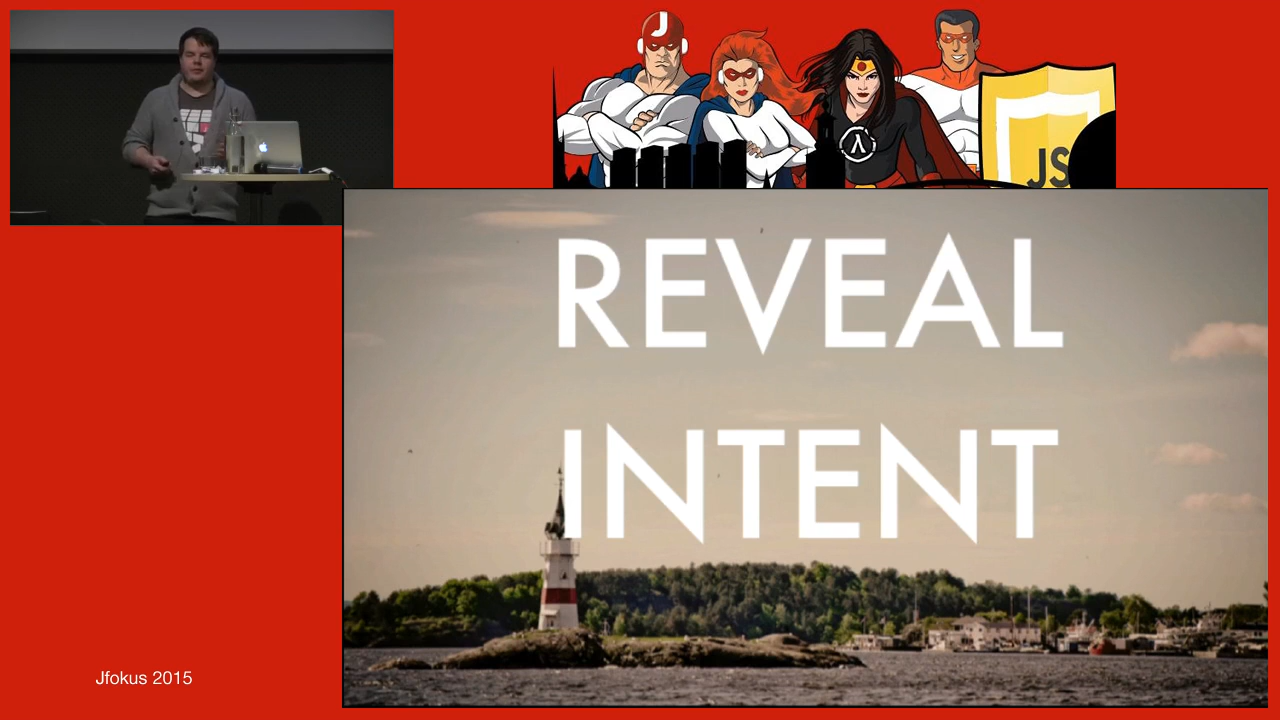 J
λ
JS
REVEAL
INTENT
Jfokus 2015